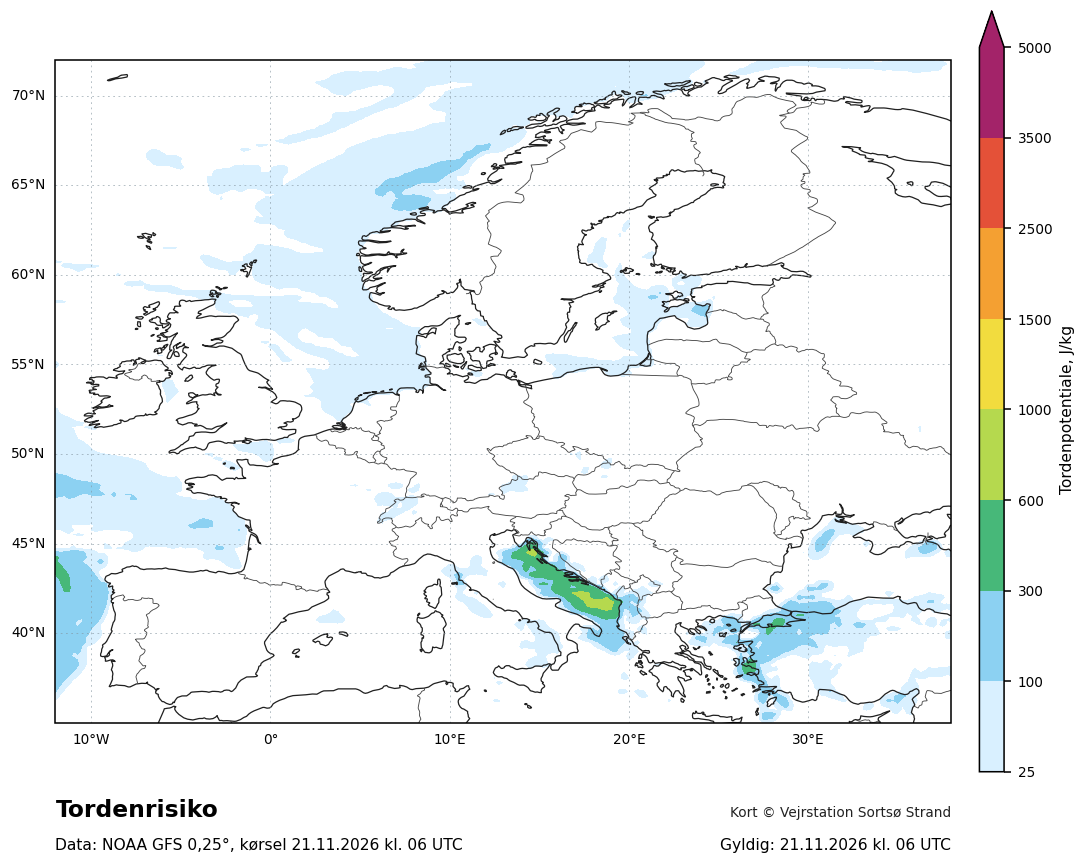 70°N
65°N
60°N
55°N
50°N
45°N
40°N
10°W
0°
10°E
20°E
30°E
5000
3500
2500
1500
1000
600
300
100
25
Tordenpotentiale, J/kg
Tordenrisiko
Kort © Vejrstation Sortsø Strand
Data: NOAA GFS 0,25°, kørsel 21.11.2026 kl. 06 UTC
Gyldig: 21.11.2026 kl. 06 UTC